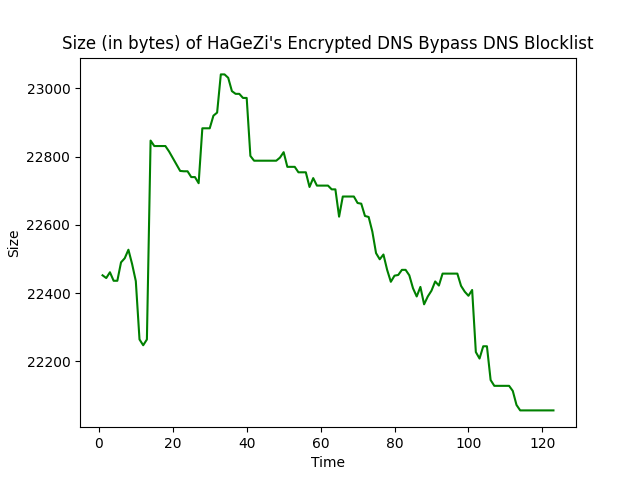 Size (in bytes) of HaGeZi's Encrypted DNS Bypass DNS Blocklist
23000
22800
22600
22400
22200
Size
0 20 40 60 80 100 120
Time